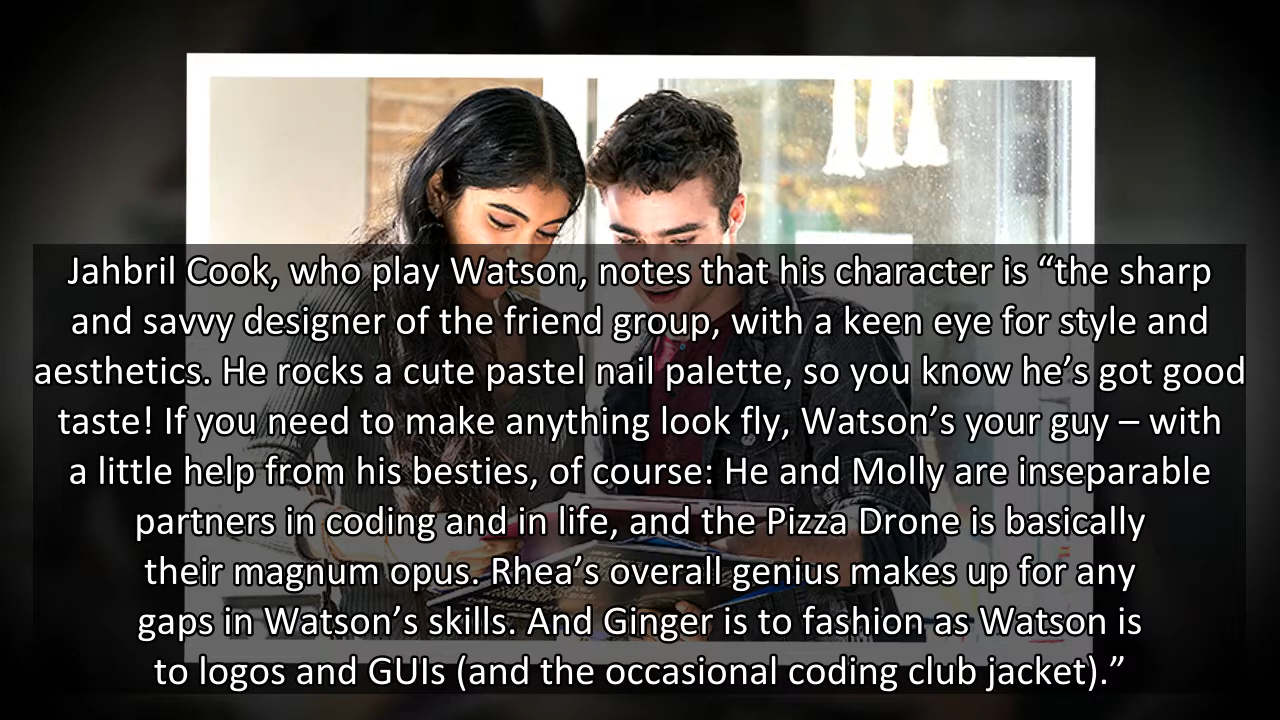 Jahbril Cook, who play Watson, notes that his character is “the sharp
and savvy designer of the friend group, with a keen eye for style and
aesthetics. He rocks a cute pastel nail palette, so you know he’s got good
taste! If you need to make anything look fly, Watson’s your guy – with
a little help from his besties, of course: He and Molly are inseparable
partners in coding and in life, and the Pizza Drone is basically
their magnum opus. Rhea’s overall genius makes up for any
gaps in Watson’s skills. And Ginger is to fashion as Watson is
to logos and GUIs (and the occasional coding club jacket).”